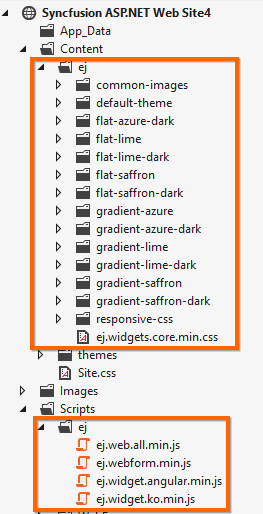 Syncfusion ASP.NET Web Site4
App_Data
Content
ej
common-images
default-theme
flat-azure-dark
flat-lime
flat-lime-dark
flat-saffron
flat-saffron-dark
gradient-azure
gradient-azure-dark
gradient-lime
gradient-lime-dark
gradient-saffron
gradient-saffron-dark
responsive-css
ej.widgets.core.min.css
themes
Site.css
Images
Scripts
ej
ej.web.all.min.js
ej.webform.min.js
ej.widget.angular.min.js
ej.widget.ko.min.js